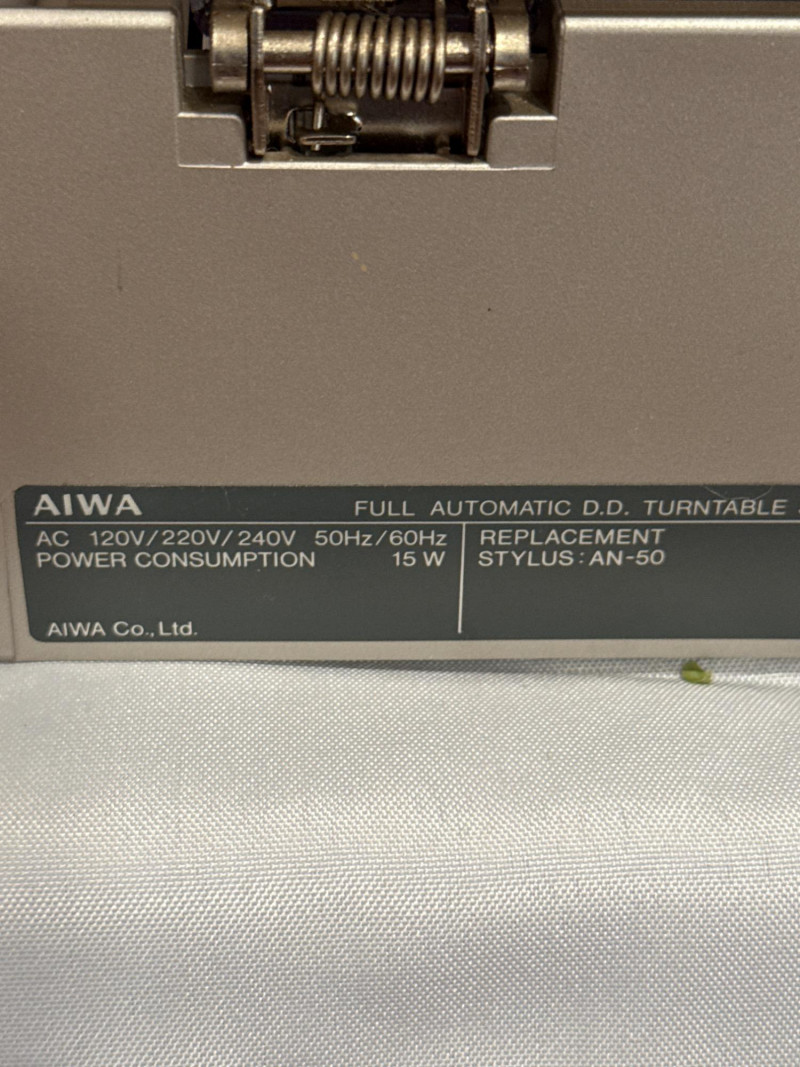 AIWA
FULL AUTOMATIC D.D. TURNTABLE
AC 120V/220V/240V 50Hz/60Hz
POWER CONSUMPTION 15 W
AIWA Co., Ltd.
REPLACEMENT
STYLUS: AN-50